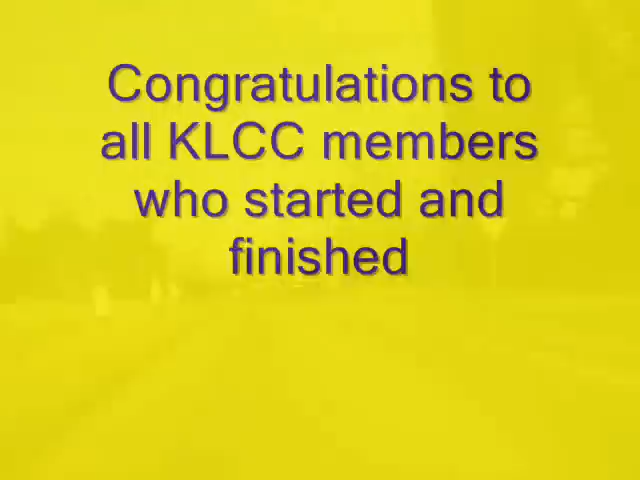 Congratulations to
all KLCC members
who started and
finished